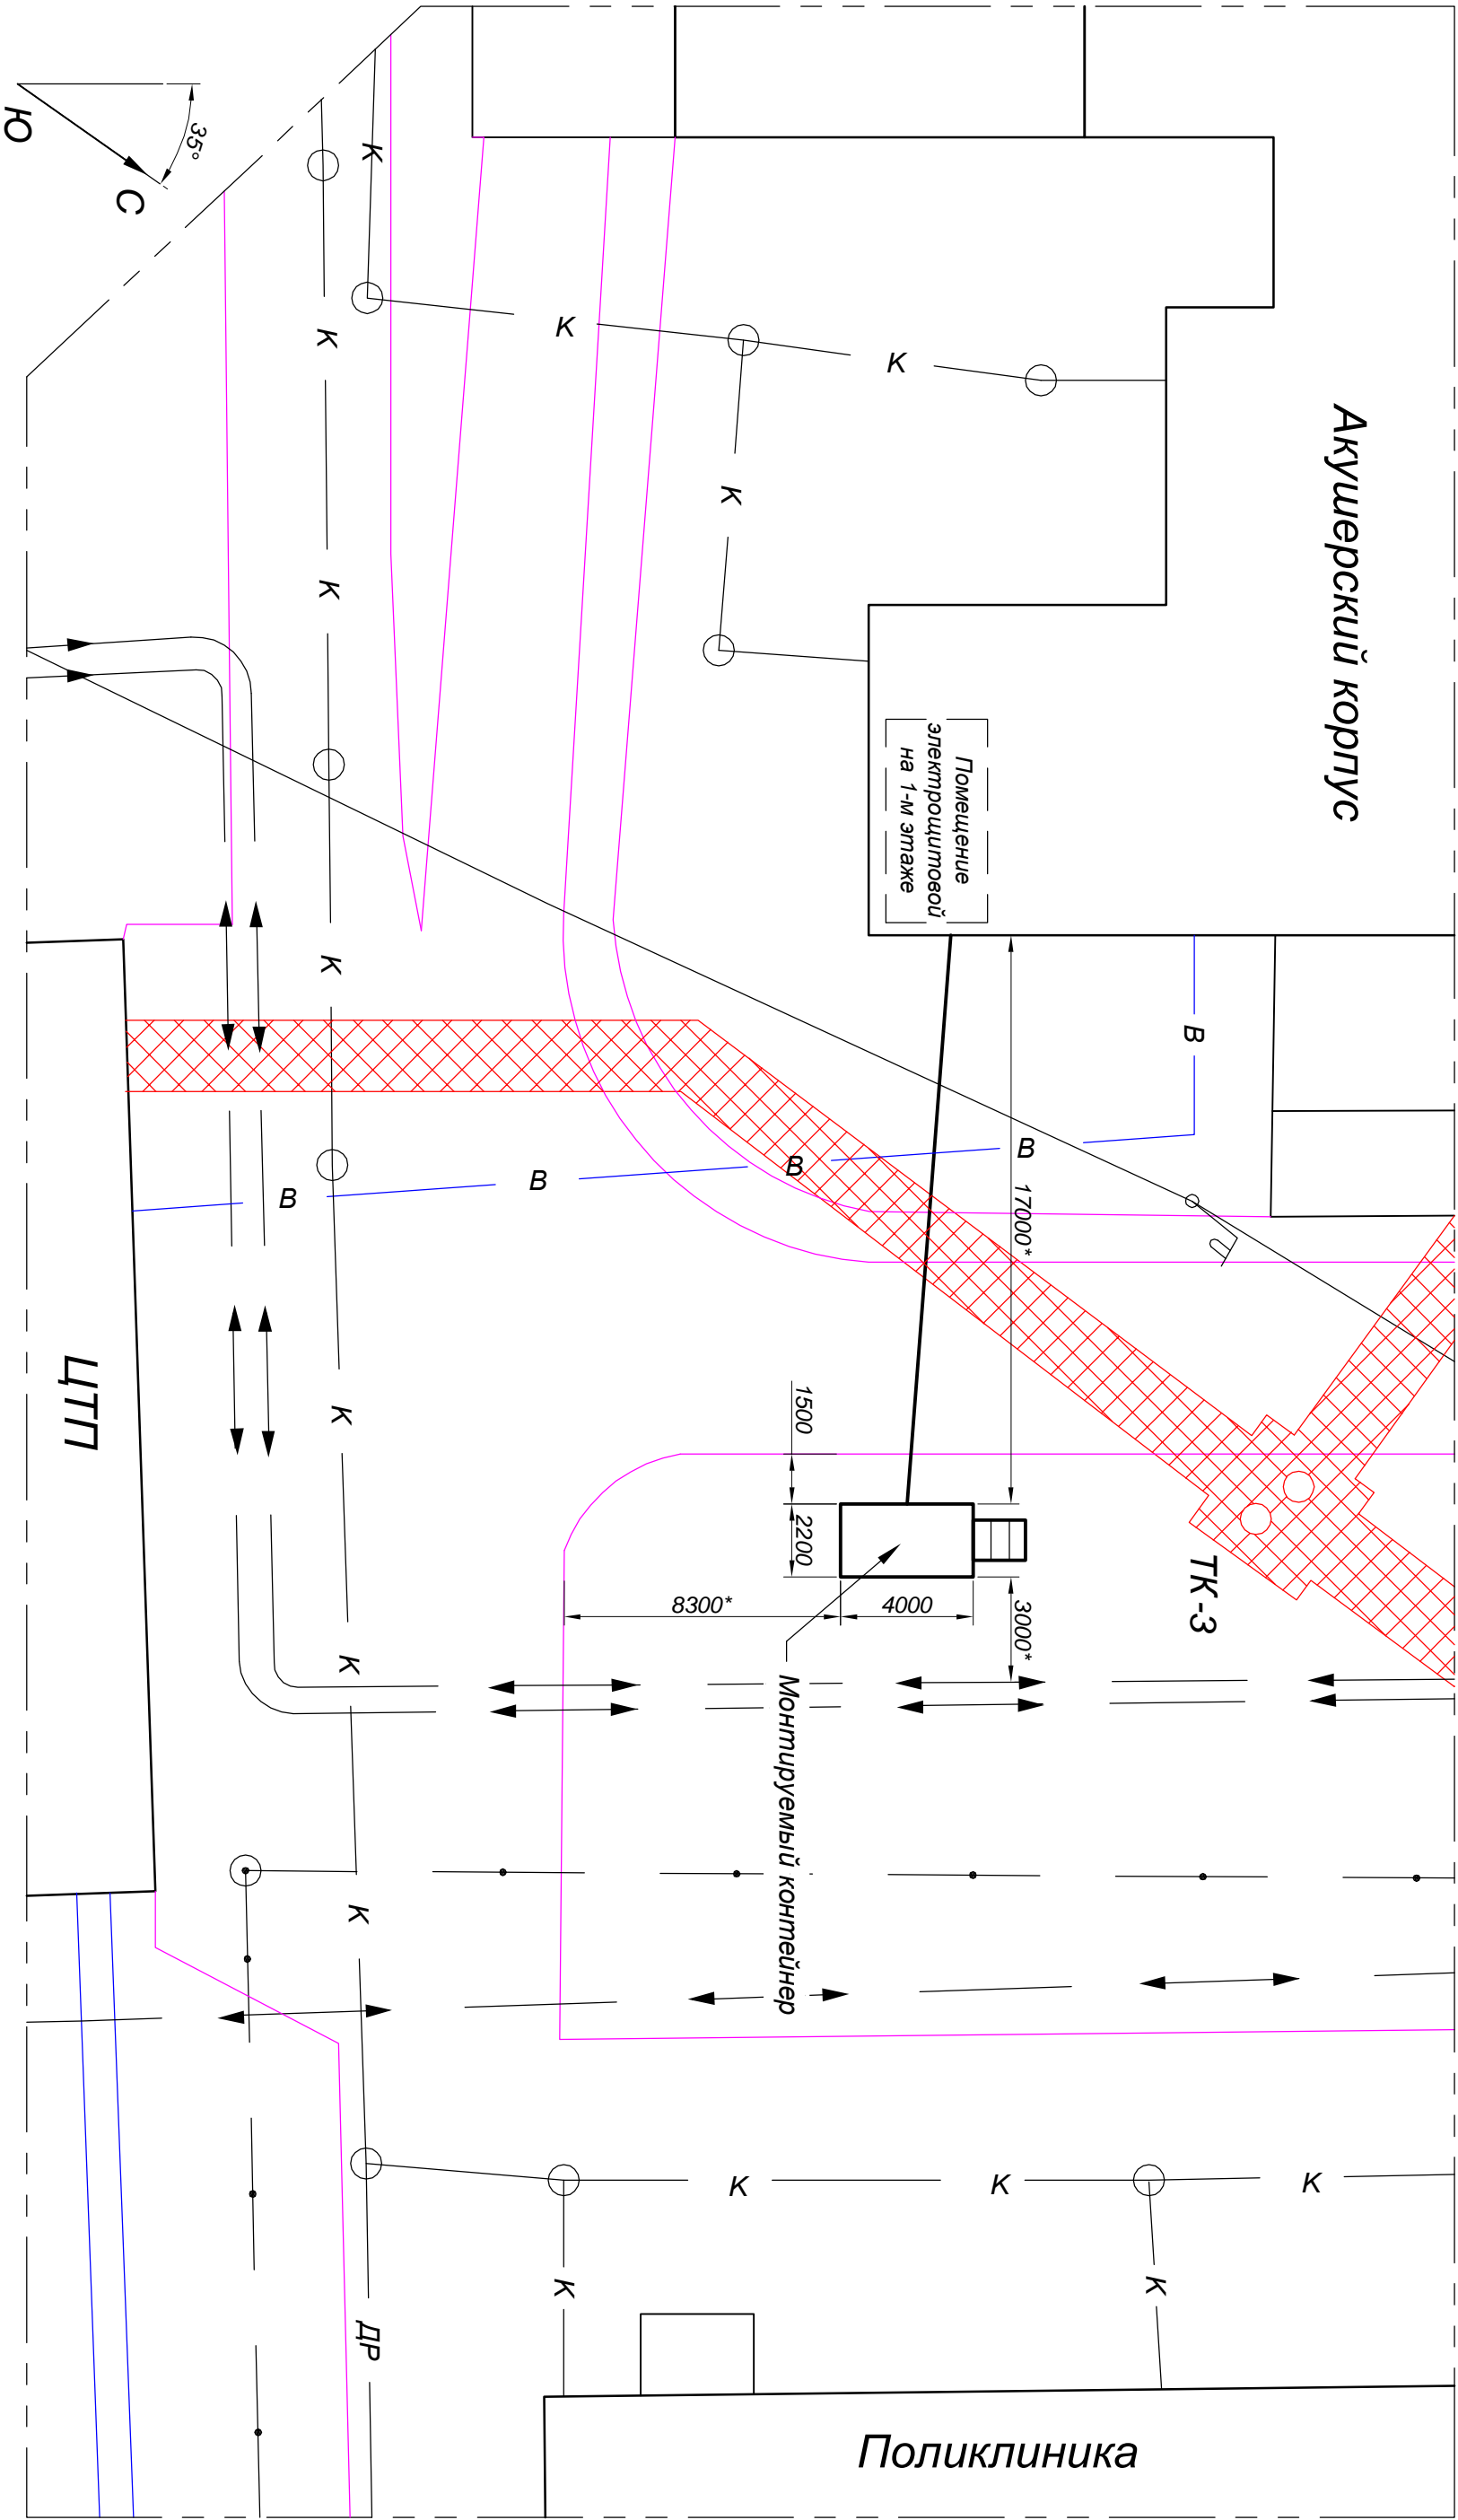 Акушерский корпус
Помещение
электрощитовой
на 1-м этаже
35°
Ю
С
К
К
К
К
К
К
К
К
К
К
К
ДР
К
К
К
К
К
В
В
В
В
В
17000*
1500
2200
8300*
4000
3000*
Р
ТК-3
Монтируемый контейнер
ЦТП
Поликлиника